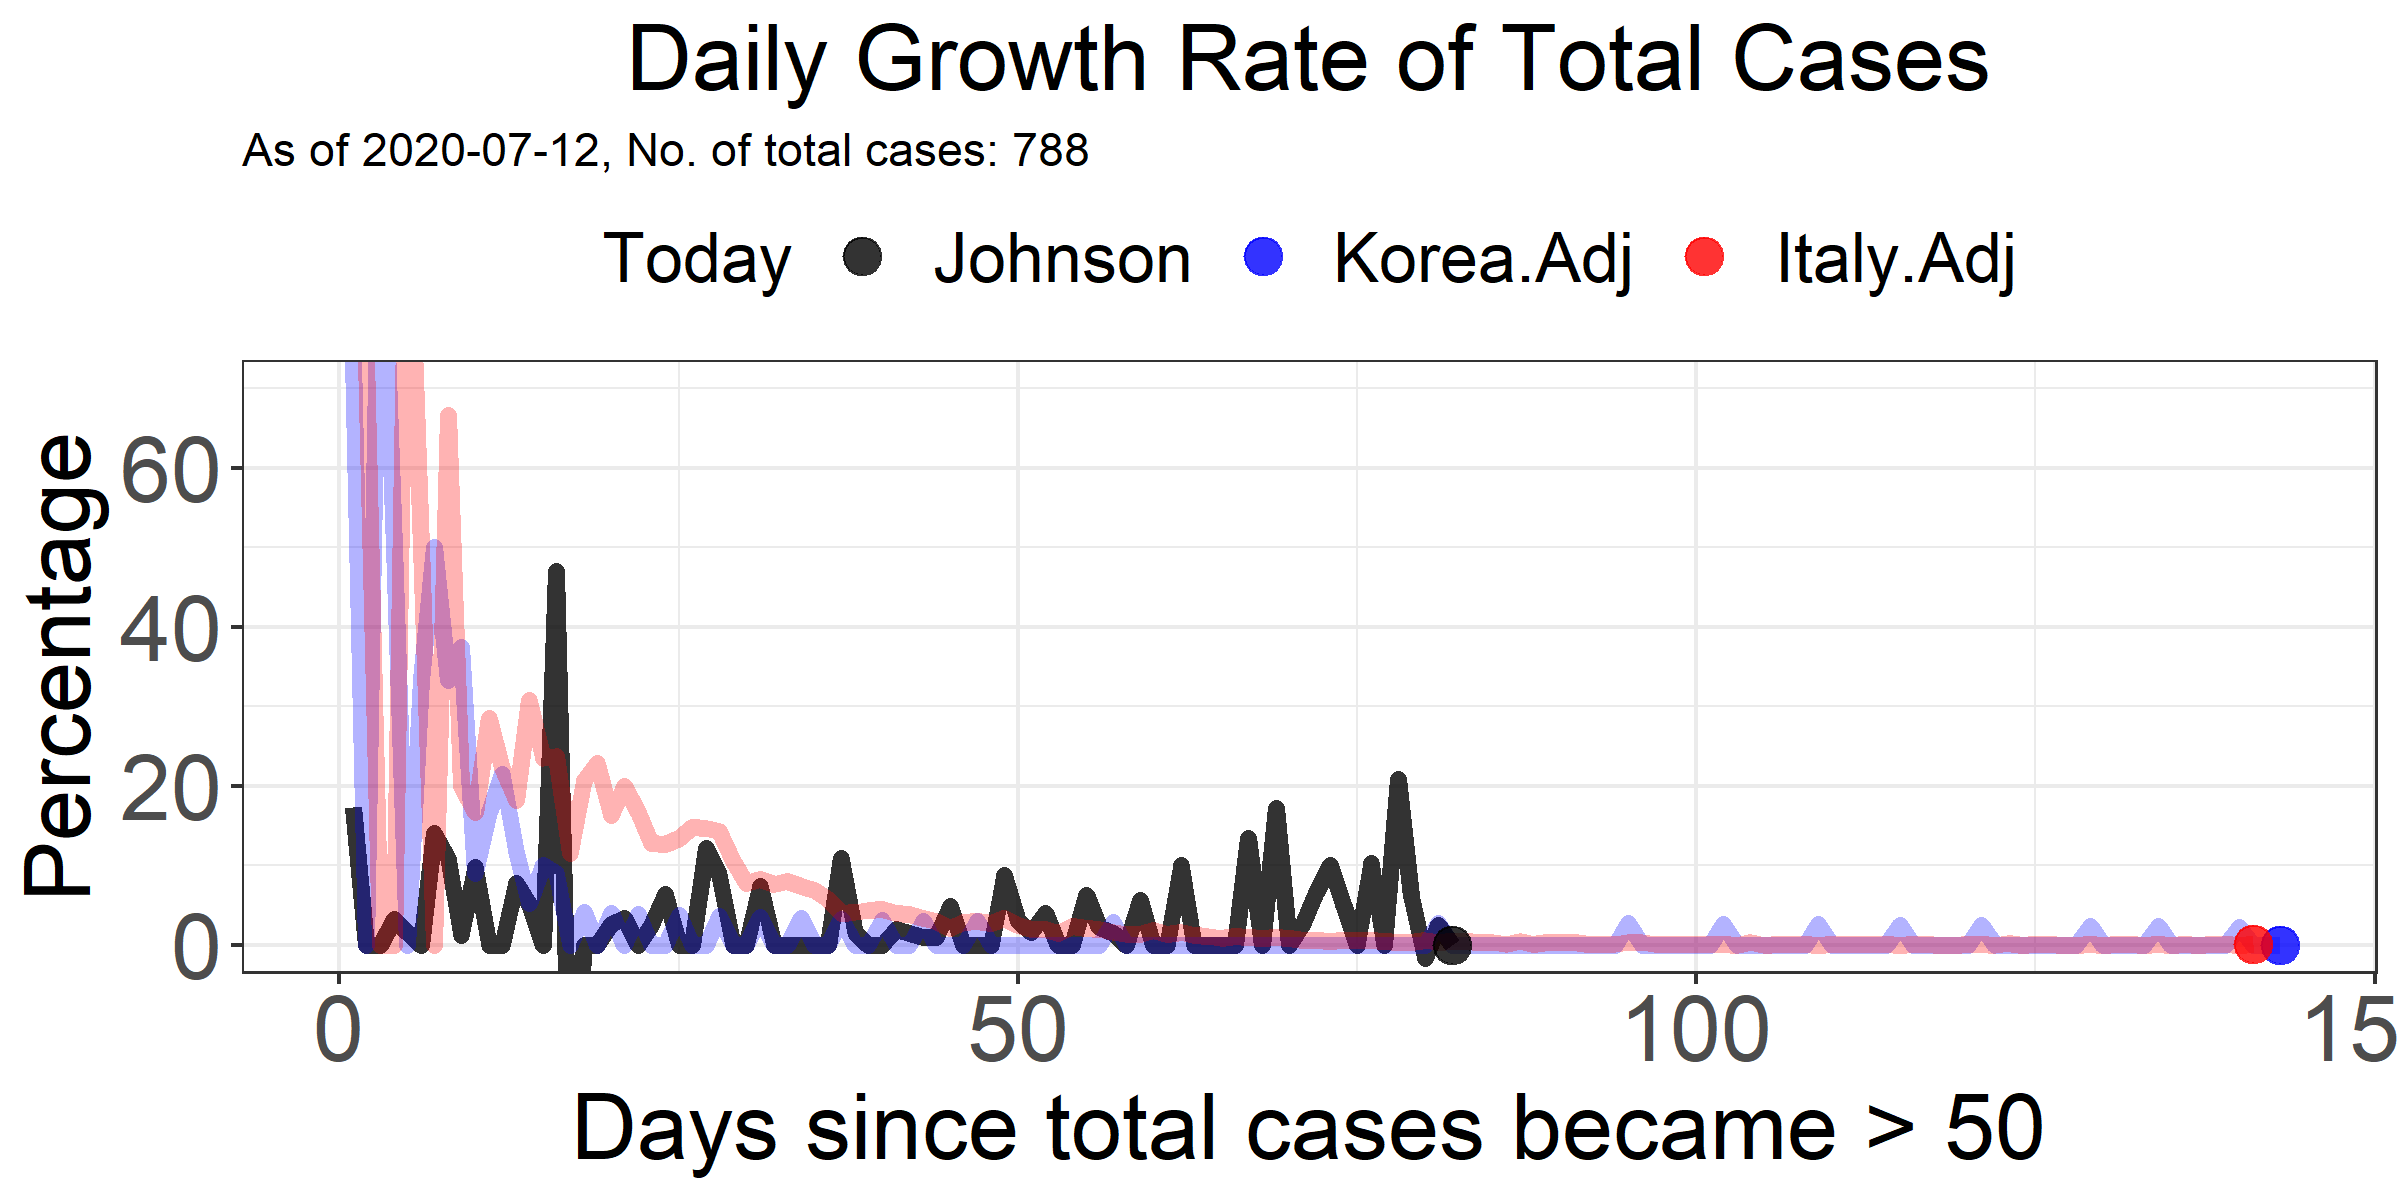 Daily Growth Rate of Total Cases
As of 2020-07-12, No. of total cases: 788
Today Johnson Korea.Adj Italy.Adj
Percentage
60
40
20
0
0 50 100 15
Days since total cases became > 50